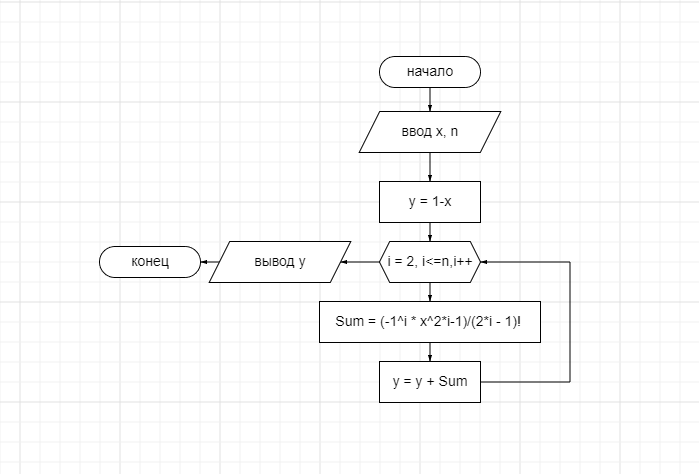 начало
ввод x, n
y = 1-x
i = 2, i<=n,i++
вывод y
конец
Sum = (-1^i * x^2*i-1)/(2*i - 1)!
y = y + Sum